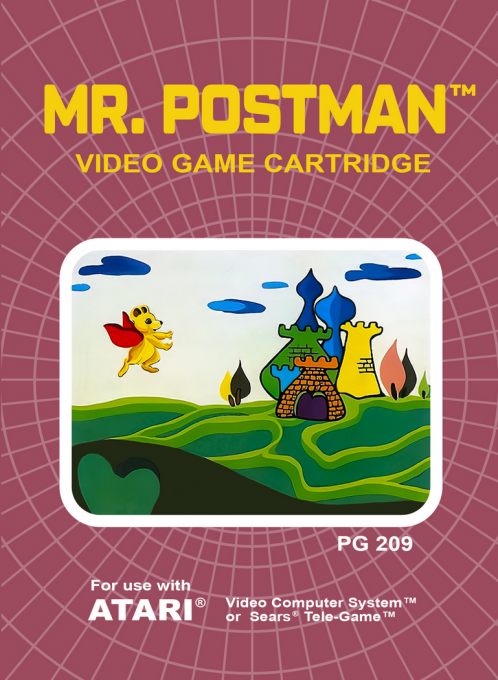 MR. POSTMAN™
VIDEO GAME CARTRIDGE
PG 209
For use with
ATARI®
Video Computer System™
or Sears® Tele-Game™